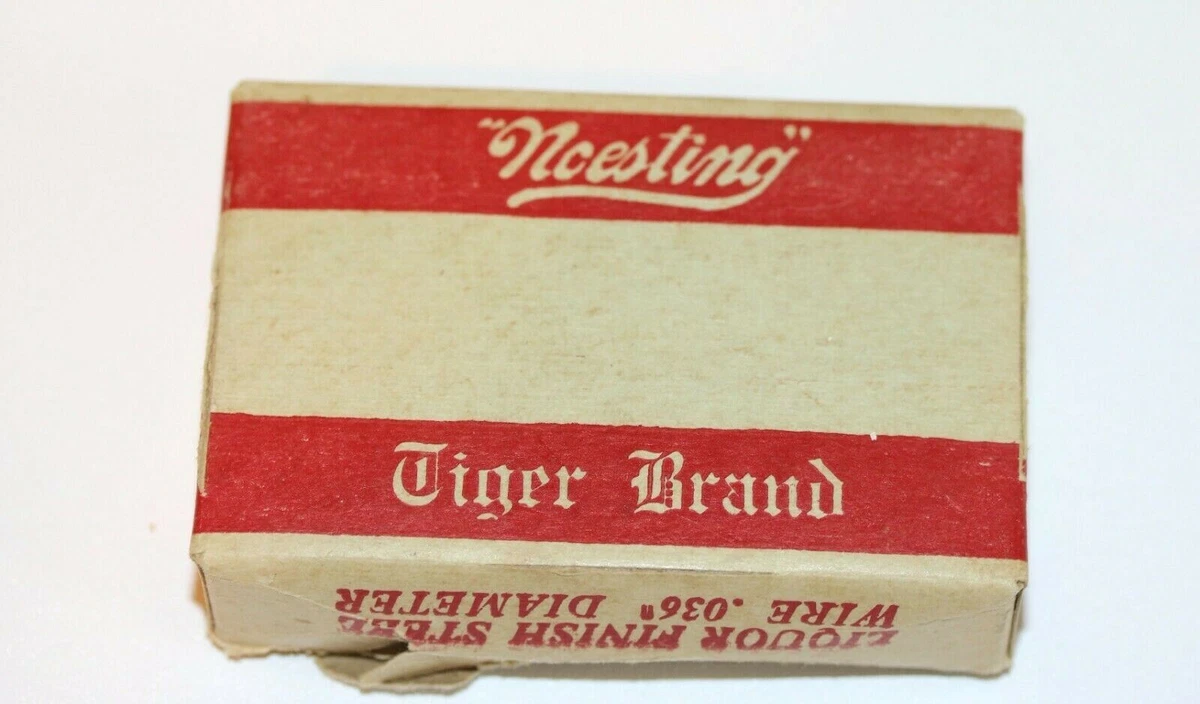 "Noesting"
Tiger Brand
LIQUOR FINISH STEEL
WIRE .036" DIAMETER